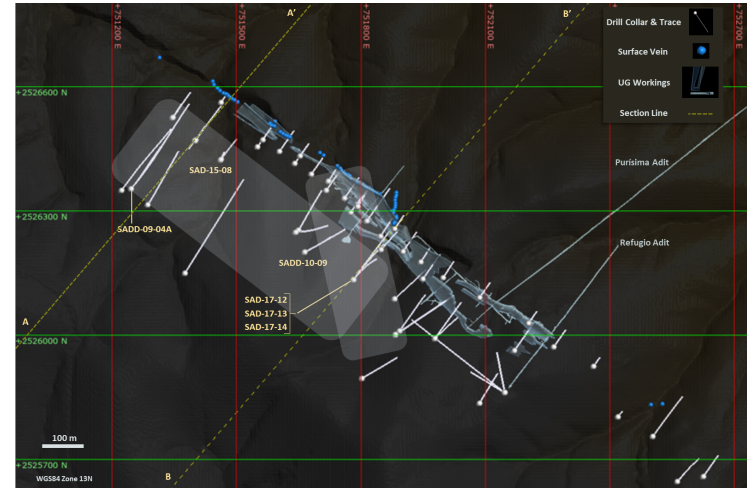 +751200 E
+751500 E
+751800 E
+752100 E
+752700 E
A'
B'
Drill Collar & Trace
Surface Vein
UG Workings
Section Line
+2526600 N
Purísima Adit
SAD-15-08
+2526300 N
SADD-09-04A
Refugio Adit
SADD-10-09
SAD-17-12
SAD-17-13
SAD-17-14
A
+2526000 N
100 m
+2525700 N
B
WGS84 Zone 13N